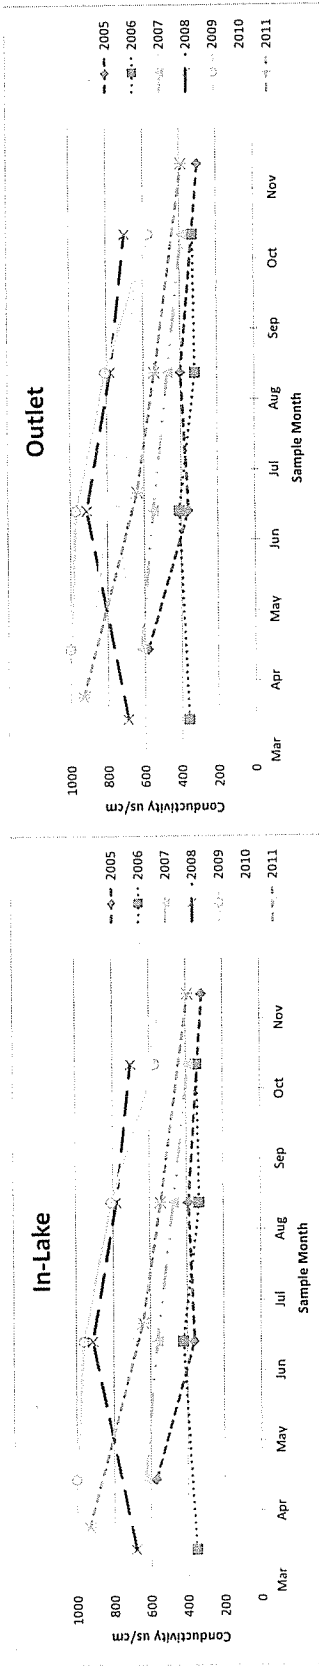 In-Lake
Conductivity us/cm
1000
800
600
400
200
0
Mar
Apr
May
Jun
Jul
Aug
Sep
Oct
Nov
Sample Month
2005
2006
2007
2008
2009
2010
2011
Outlet
Conductivity us/cm
1000
800
600
400
200
0
Mar
Apr
May
Jun
Jul
Aug
Sep
Oct
Nov
Sample Month
2005
2006
2007
2008
2009
2010
2011